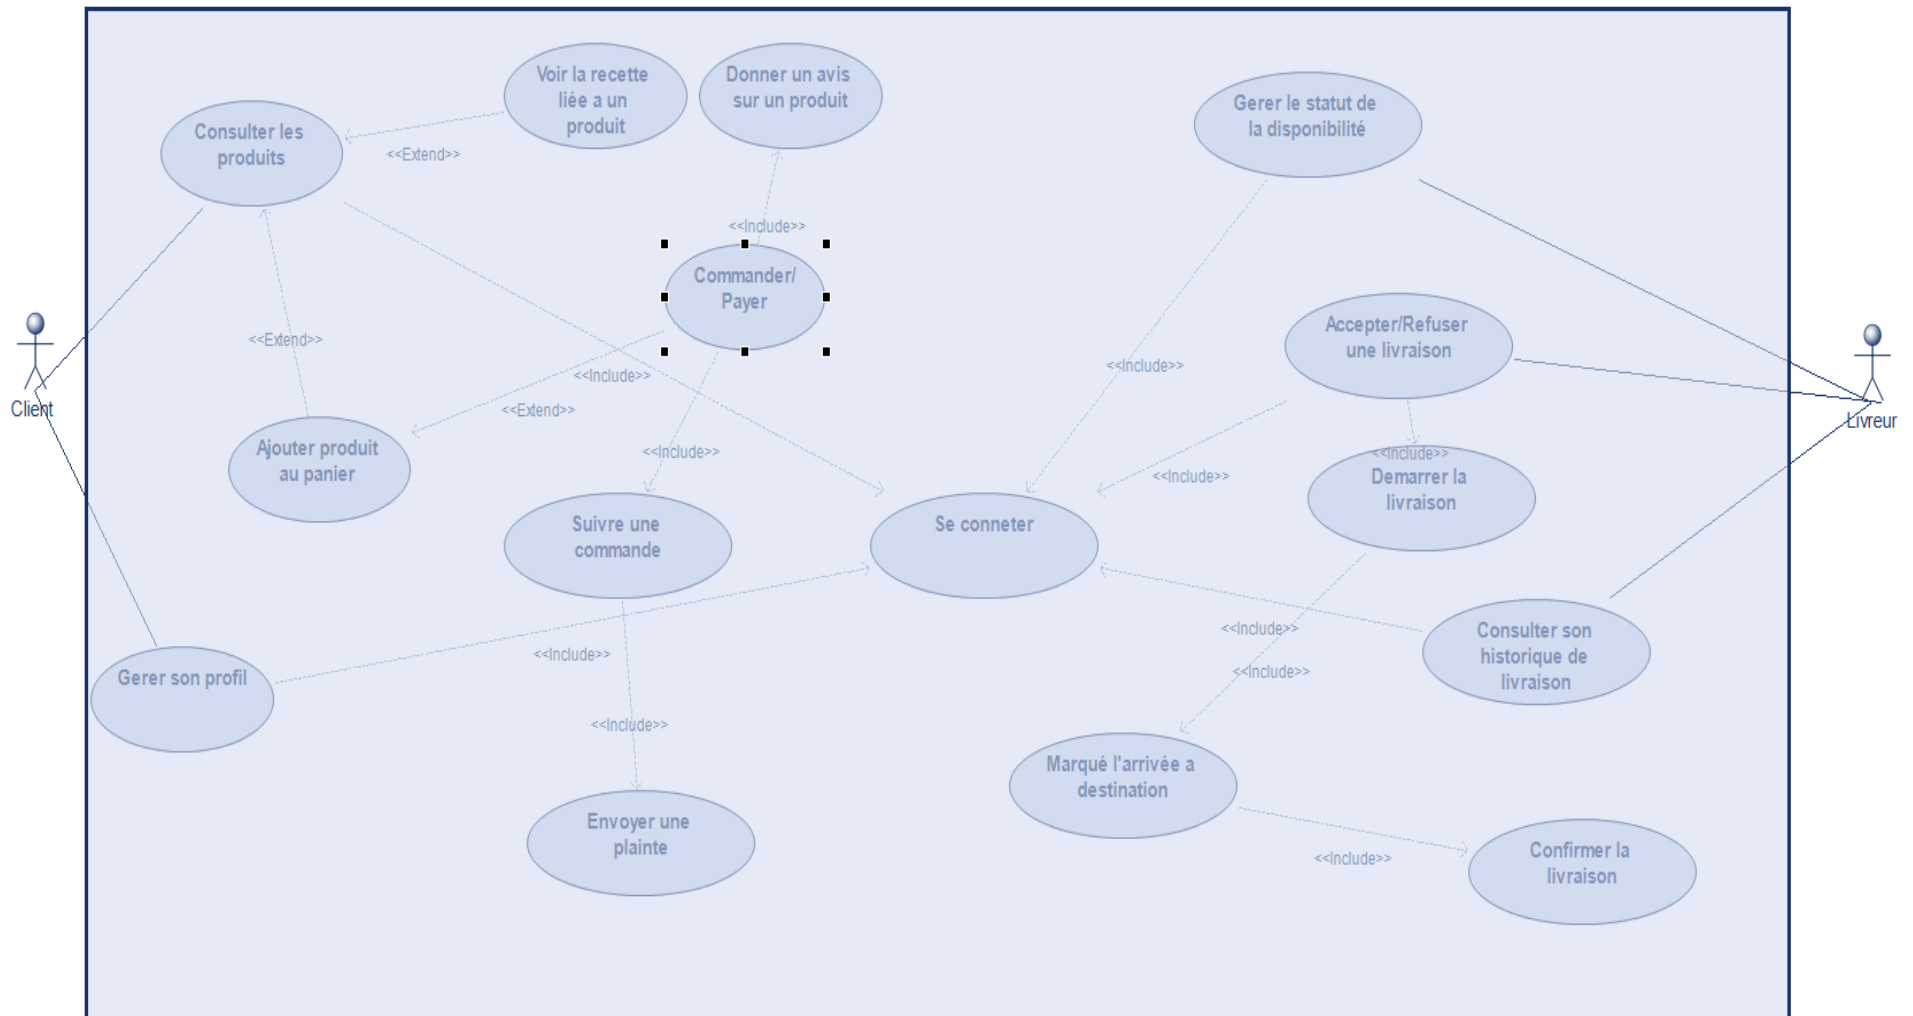 Voir la recette
liée a un
produit
Donner un avis
sur un produit
Gerer le statut de
la disponibilité
Consulter les
produits
<<Extend>>
<<Include>>
Commander/
Payer
Accepter/Refuser
une livraison
<<Extend>>
<<Include>>
<<Include>>
Client
<<Extend>>
Livreur
Ajouter produit
au panier
<<Include>>
<<Include>>
<<Include>>
Demarrer la
livraison
Suivre une
commande
Se conneter
<<Include>>
<<Include>>
<<Include>>
Consulter son
historique de
livraison
Gerer son profil
<<Include>>
Marqué l'arrivée a
destination
Envoyer une
plainte
<<Include>>
Confirmer la
livraison